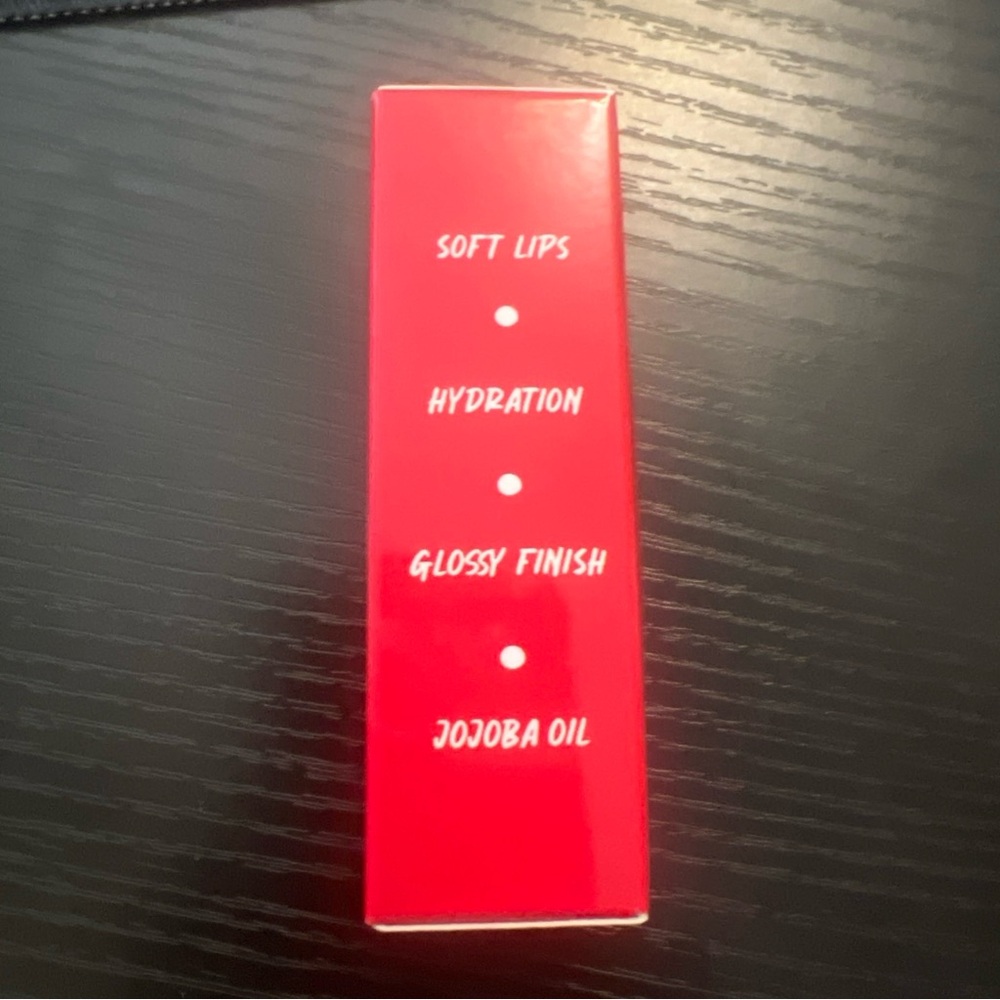 SOFT LIPS
HYDRATION
GLOSSY FINISH
JOJOBA OIL